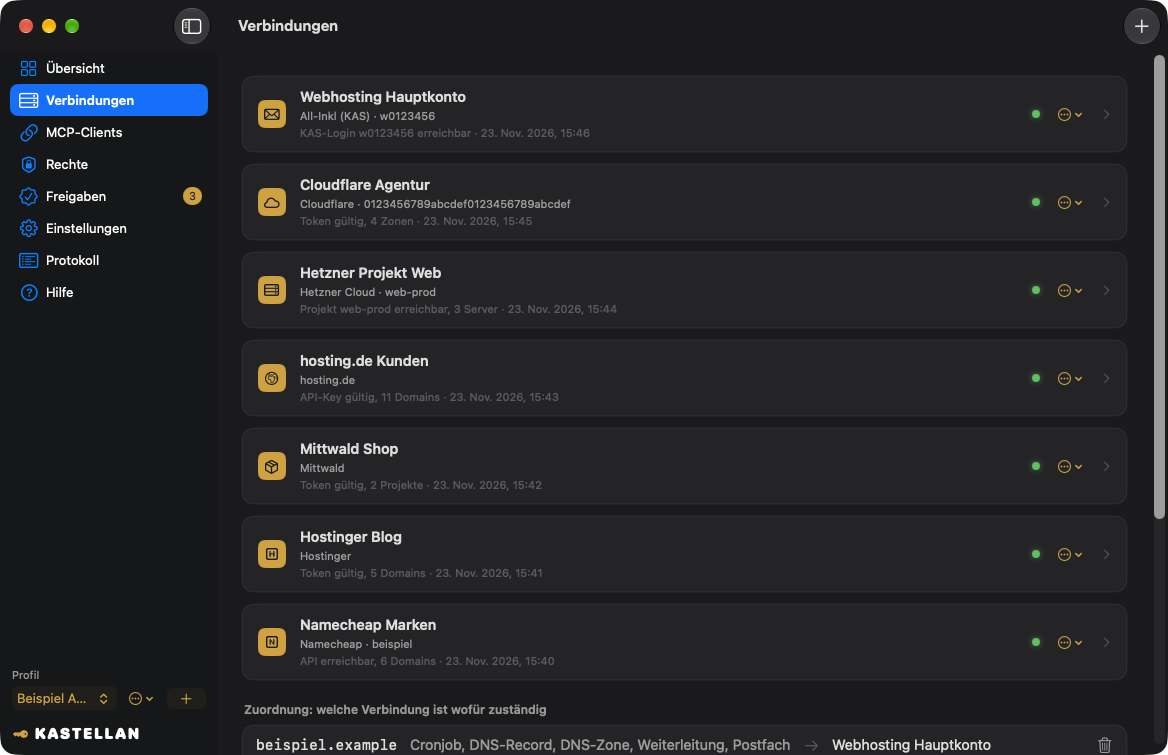 Verbindungen
Übersicht
Verbindungen
MCP-Clients
Rechte
Freigaben 3
Einstellungen
Protokoll
Hilfe
Profil
Beispiel A...
KASTELLAN
Webhosting Hauptkonto
All-Inkl (KAS) · w0123456
KAS-Login w0123456 erreichbar · 23. Nov. 2026, 15:46
Cloudflare Agentur
Cloudflare · 0123456789abcdef0123456789abcdef
Token gültig, 4 Zonen · 23. Nov. 2026, 15:45
Hetzner Projekt Web
Hetzner Cloud · web-prod
Projekt web-prod erreichbar, 3 Server · 23. Nov. 2026, 15:44
hosting.de Kunden
hosting.de
API-Key gültig, 11 Domains · 23. Nov. 2026, 15:43
Mittwald Shop
Mittwald
Token gültig, 2 Projekte · 23. Nov. 2026, 15:42
H
Hostinger Blog
Hostinger
Token gültig, 5 Domains · 23. Nov. 2026, 15:41
N
Namecheap Marken
Namecheap · beispiel
API erreichbar, 6 Domains · 23. Nov. 2026, 15:40
Zuordnung: welche Verbindung ist wofür zuständig
beispiel.example Cronjob, DNS-Record, DNS-Zone, Weiterleitung, Postfach → Webhosting Hauptkonto